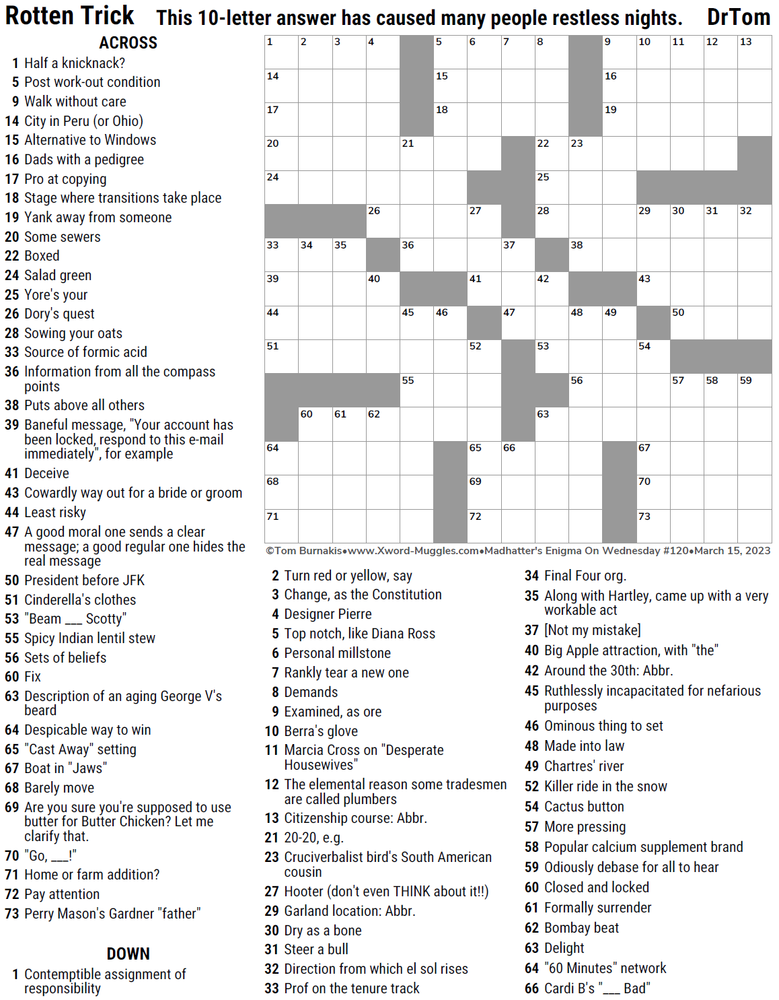 Rotten Trick This 10-letter answer has caused many people restless nights. DrTom
ACROSS
1 Half a knicknack?
5 Post work-out condition
9 Walk without care
14 City in Peru (or Ohio)
15 Alternative to Windows
16 Dads with a pedigree
17 Pro at copying
18 Stage where transitions take place
19 Yank away from someone
20 Some sewers
22 Boxed
24 Salad green
25 Yore's your
26 Dory's quest
28 Sowing your oats
33 Source of formic acid
36 Information from all the compass
points
38 Puts above all others
39 Baneful message, "Your account has
been locked, respond to this e-mail
immediately", for example
41 Deceive
43 Cowardly way out for a bride or groom
44 Least risky
47 A good moral one sends a clear
message; a good regular one hides the
real message
50 President before JFK
51 Cinderella's clothes
53 "Beam ___ Scotty"
55 Spicy Indian lentil stew
56 Sets of beliefs
60 Fix
63 Description of an aging George V's
beard
64 Despicable way to win
65 "Cast Away" setting
67 Boat in "Jaws"
68 Barely move
69 Are you sure you're supposed to use
butter for Butter Chicken? Let me
clarify that.
70 "Go, ___!"
71 Home or farm addition?
72 Pay attention
73 Perry Mason's Gardner "father"
DOWN
1 Contemptible assignment of
responsibility
1 2 3 4 5 6 7 8 9 10 11 12 13
14 15 16
17 18 19
20 21 22 23
24 25
26 27 28 29 30 31 32
33 34 35 36 37 38
39 40 41 42 43
44 45 46 47 48 49 50
51 52 53 54
55 56 57 58 59
60 61 62 63
64 65 66 67
68 69 70
71 72 73
©Tom Burnakis•www.Xword-Muggles.com•Madhatter's Enigma On Wednesday #120•March 15, 2023
2 Turn red or yellow, say
3 Change, as the Constitution
4 Designer Pierre
5 Top notch, like Diana Ross
6 Personal millstone
7 Rankly tear a new one
8 Demands
9 Examined, as ore
10 Berra's glove
11 Marcia Cross on "Desperate
Housewives"
12 The elemental reason some tradesmen
are called plumbers
13 Citizenship course: Abbr.
21 20-20, e.g.
23 Cruciverbalist bird's South American
cousin
27 Hooter (don't even THINK about it!!)
29 Garland location: Abbr.
30 Dry as a bone
31 Steer a bull
32 Direction from which el sol rises
33 Prof on the tenure track
34 Final Four org.
35 Along with Hartley, came up with a very
workable act
37 [Not my mistake]
40 Big Apple attraction, with "the"
42 Around the 30th: Abbr.
45 Ruthlessly incapacitated for nefarious
purposes
46 Ominous thing to set
48 Made into law
49 Chartres' river
52 Killer ride in the snow
54 Cactus button
57 More pressing
58 Popular calcium supplement brand
59 Odiously debase for all to hear
60 Closed and locked
61 Formally surrender
62 Bombay beat
63 Delight
64 "60 Minutes" network
66 Cardi B's "___ Bad"